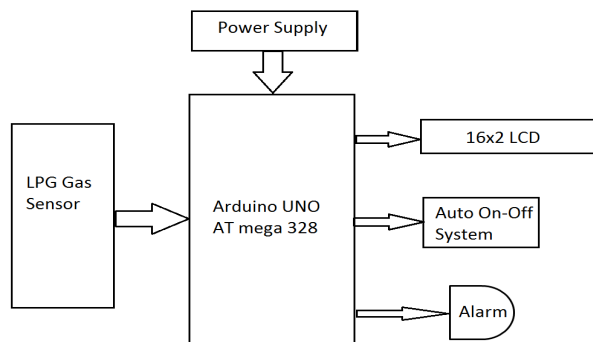 Power Supply
LPG Gas
Sensor
Arduino UNO
AT mega 328
16x2 LCD
Auto On-Off
System
Alarm